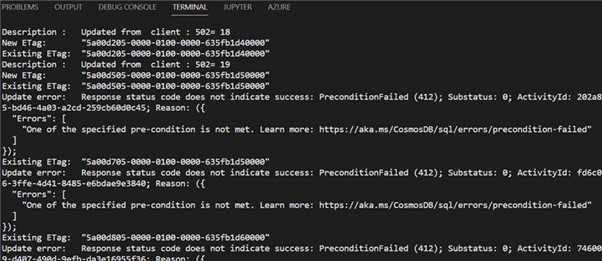 PROBLEMS OUTPUT DEBUG CONSOLE TERMINAL JUPYTER AZURE
Description : Updated from client : 502= 18
New ETag: "5a00d205-0000-0100-0000-635fb1d40000"
Existing ETag: "5a00d205-0000-0100-0000-635fb1d40000"
Description : Updated from client : 502= 19
New ETag: "5a00d505-0000-0100-0000-635fb1d50000"
Existing ETag: "5a00d505-0000-0100-0000-635fb1d50000"
Update error: Response status code does not indicate success: PreconditionFailed (412); Substatus: 0; ActivityId: 202a8
5-bd46-4a03-a2cd-259cb60d0c45; Reason: ({
"Errors": [
"One of the specified pre-condition is not met. Learn more: https://aka.ms/CosmosDB/sql/errors/precondition-failed"
]
});
Existing ETag: "5a00d705-0000-0100-0000-635fb1d50000"
Update error: Response status code does not indicate success: PreconditionFailed (412); Substatus: 0; ActivityId: fd6c0
6-3ffe-4d41-8485-e6bdae9e3840; Reason: ({
"Errors": [
"One of the specified pre-condition is not met. Learn more: https://aka.ms/CosmosDB/sql/errors/precondition-failed"
]
});
Existing ETag: "5a00d805-0000-0100-0000-635fb1d60000"
Update error: Response status code does not indicate success: PreconditionFailed (412); Substatus: 0; ActivityId: 74600
9-d407-490d-9efb-da3e16955f36; Reason: ({